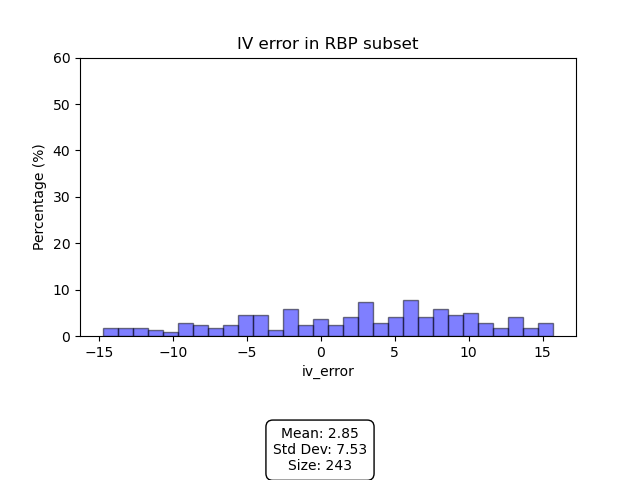 IV error in RBP subset
60
50
40
30
20
10
0
Percentage (%)
−15
−10
−5
0
5
10
15
iv_error
Mean: 2.85
Std Dev: 7.53
Size: 243